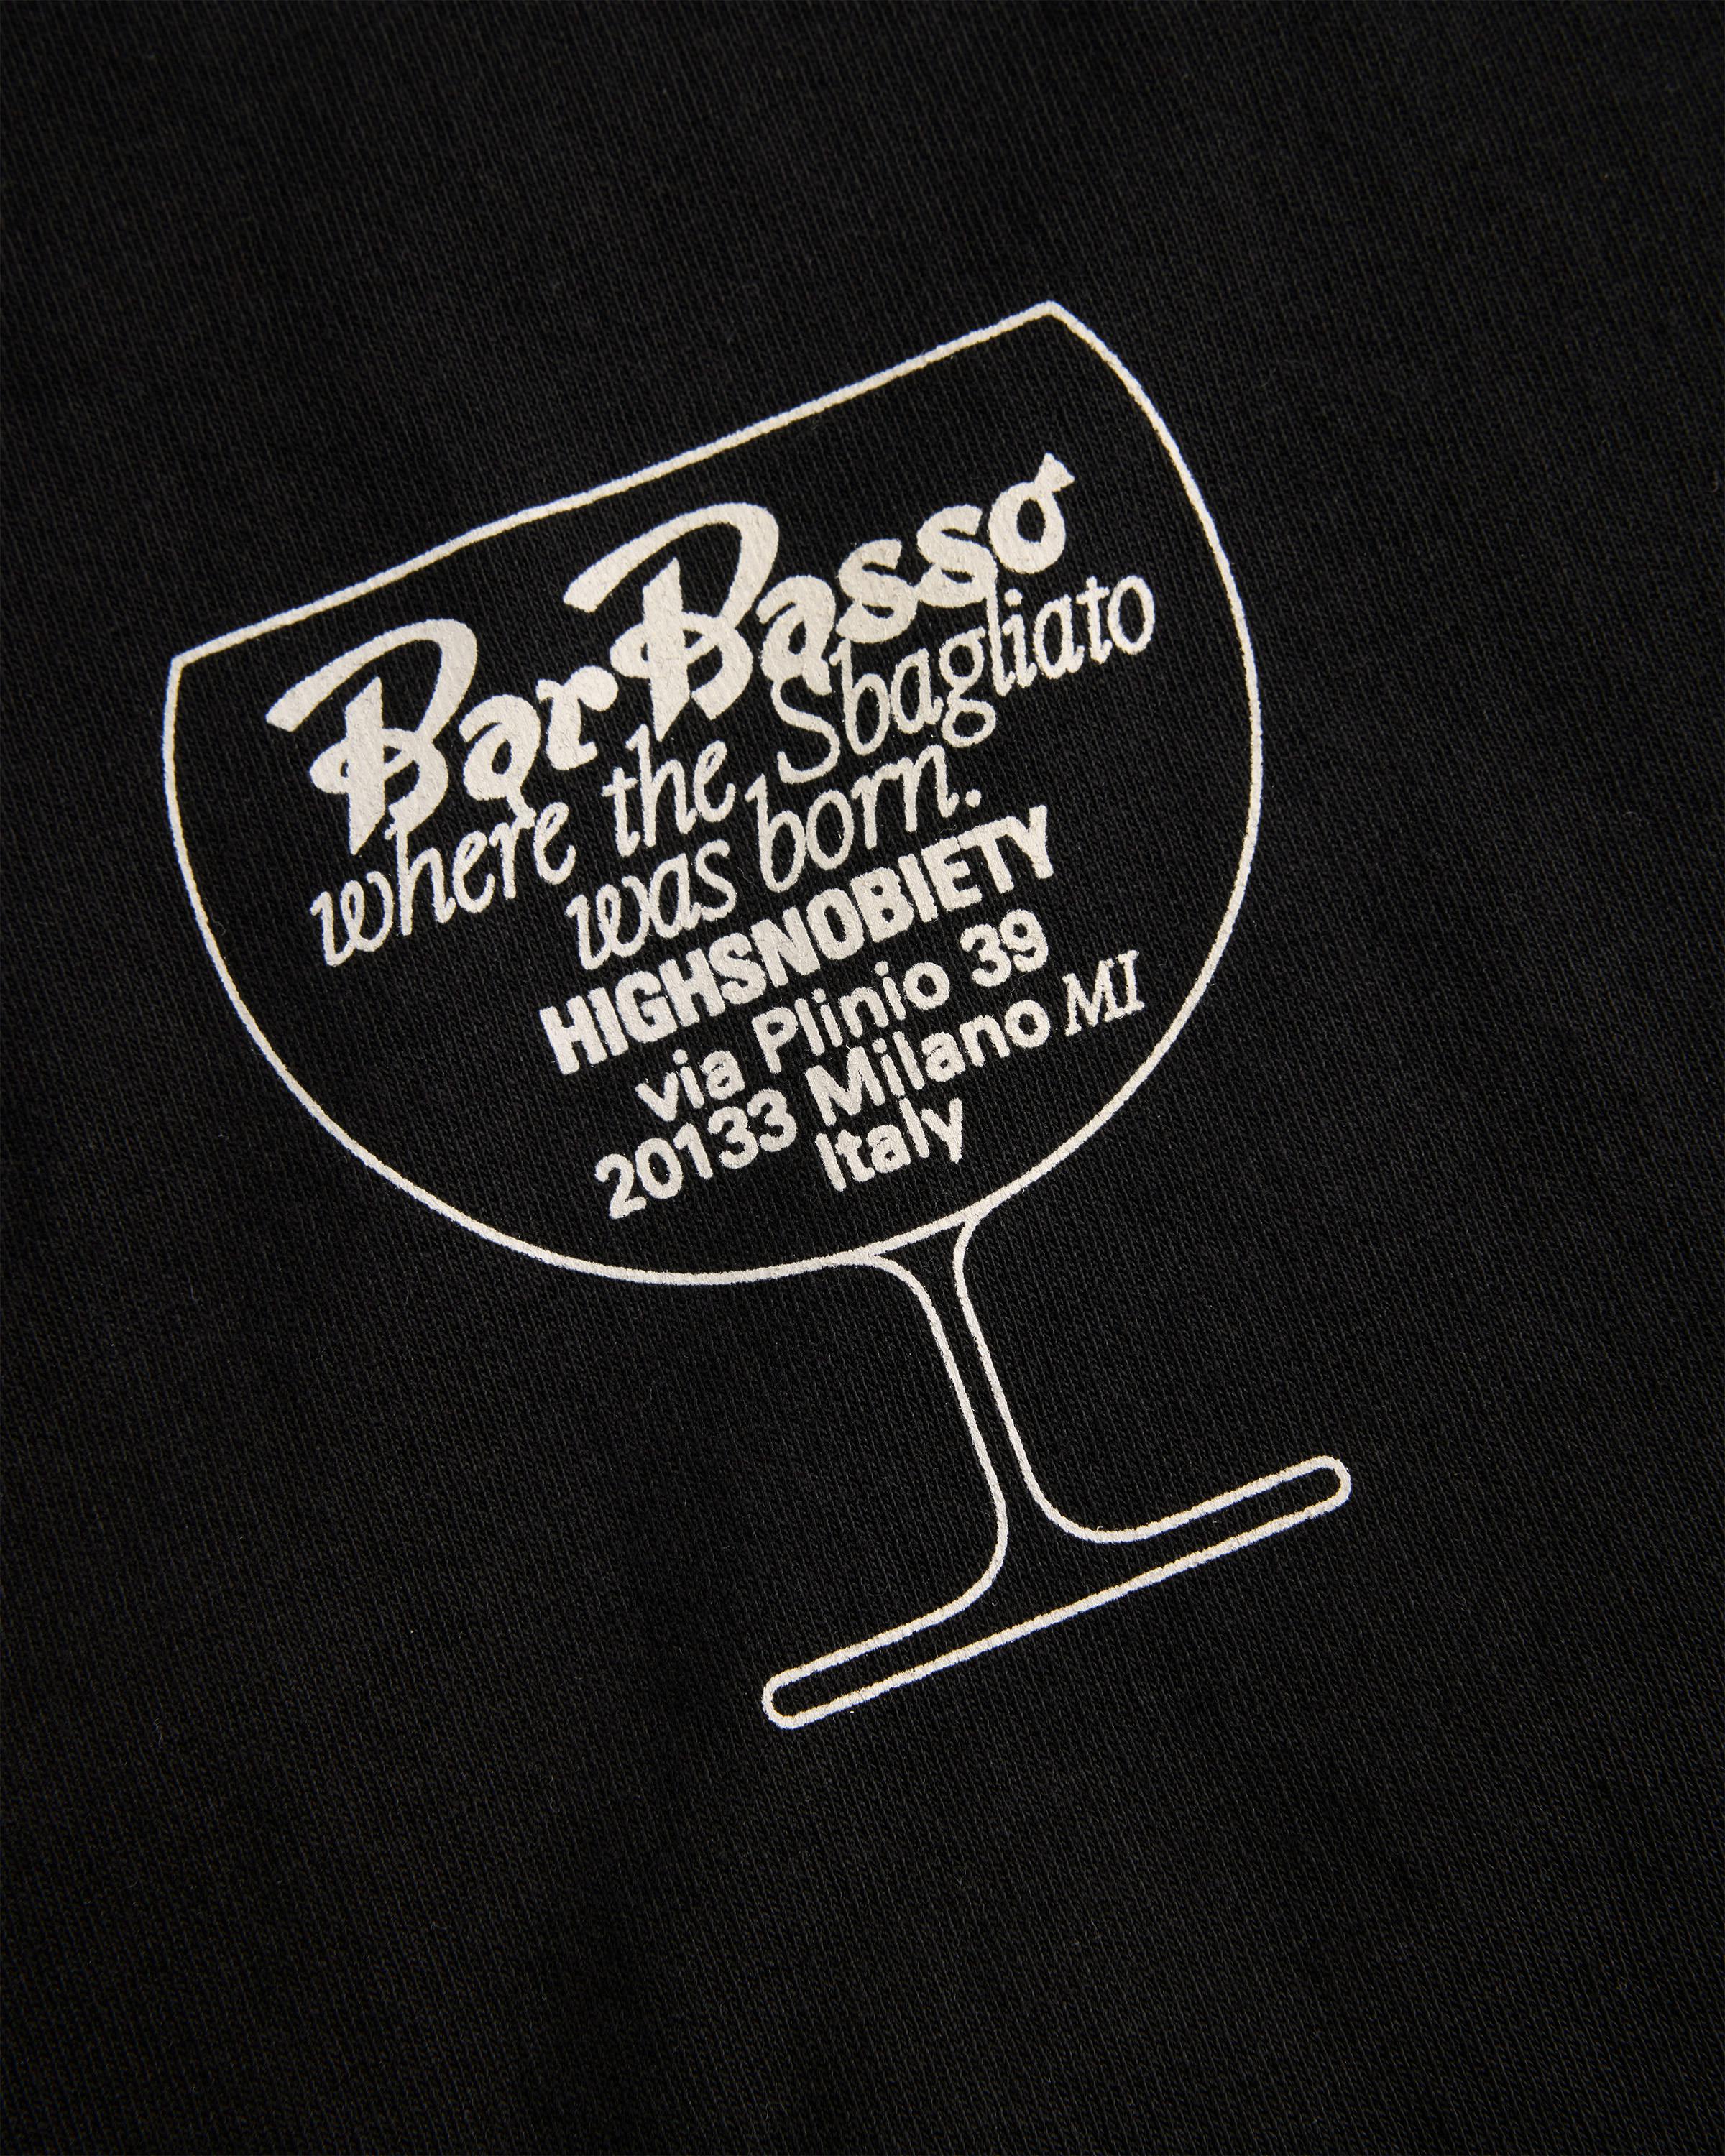 Bar Basso
where the Sbagliato
was born.
HIGHSNOBIETY
via Plinio 39
20133 Milano MI
Italy